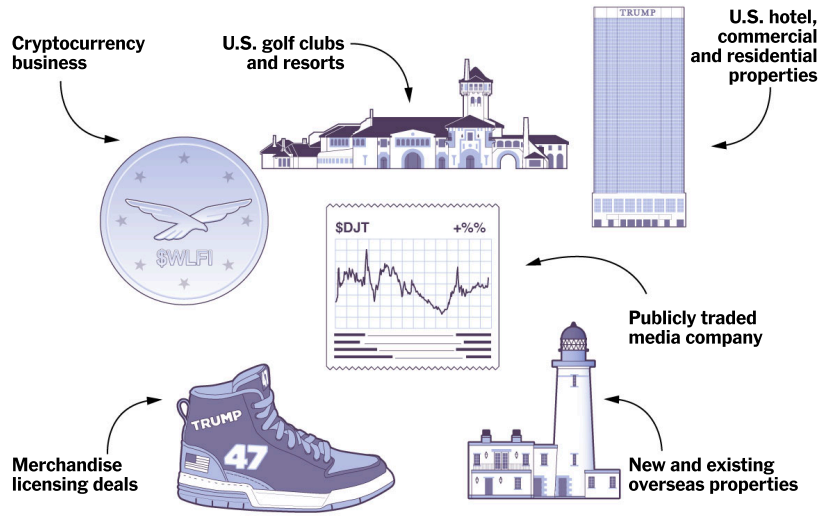 Cryptocurrency
business
U.S. golf clubs
and resorts
TRUMP
U.S. hotel,
commercial
and residential
properties
$WLFI
$DJT +%%
Publicly traded
media company
TRUMP
47
Merchandise
licensing deals
New and existing
overseas properties